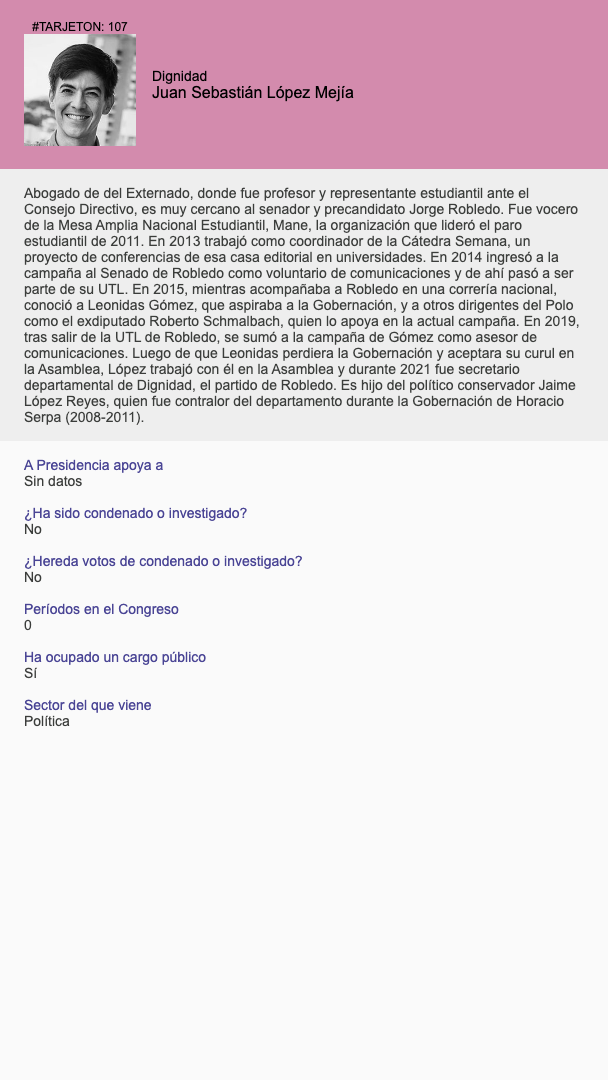 #TARJETON: 107
Dignidad
Juan Sebastián López Mejía
Abogado de del Externado, donde fue profesor y representante estudiantil ante el
Consejo Directivo, es muy cercano al senador y precandidato Jorge Robledo. Fue vocero
de la Mesa Amplia Nacional Estudiantil, Mane, la organización que lideró el paro
estudiantil de 2011. En 2013 trabajó como coordinador de la Cátedra Semana, un
proyecto de conferencias de esa casa editorial en universidades. En 2014 ingresó a la
campaña al Senado de Robledo como voluntario de comunicaciones y de ahí pasó a ser
parte de su UTL. En 2015, mientras acompañaba a Robledo en una correría nacional,
conoció a Leonidas Gómez, que aspiraba a la Gobernación, y a otros dirigentes del Polo
como el exdiputado Roberto Schmalbach, quien lo apoya en la actual campaña. En 2019,
tras salir de la UTL de Robledo, se sumó a la campaña de Gómez como asesor de
comunicaciones. Luego de que Leonidas perdiera la Gobernación y aceptara su curul en
la Asamblea, López trabajó con él en la Asamblea y durante 2021 fue secretario
departamental de Dignidad, el partido de Robledo. Es hijo del político conservador Jaime
López Reyes, quien fue contralor del departamento durante la Gobernación de Horacio
Serpa (2008-2011).
A Presidencia apoya a
Sin datos
¿Ha sido condenado o investigado?
No
¿Hereda votos de condenado o investigado?
No
Períodos en el Congreso
0
Ha ocupado un cargo público
Sí
Sector del que viene
Política